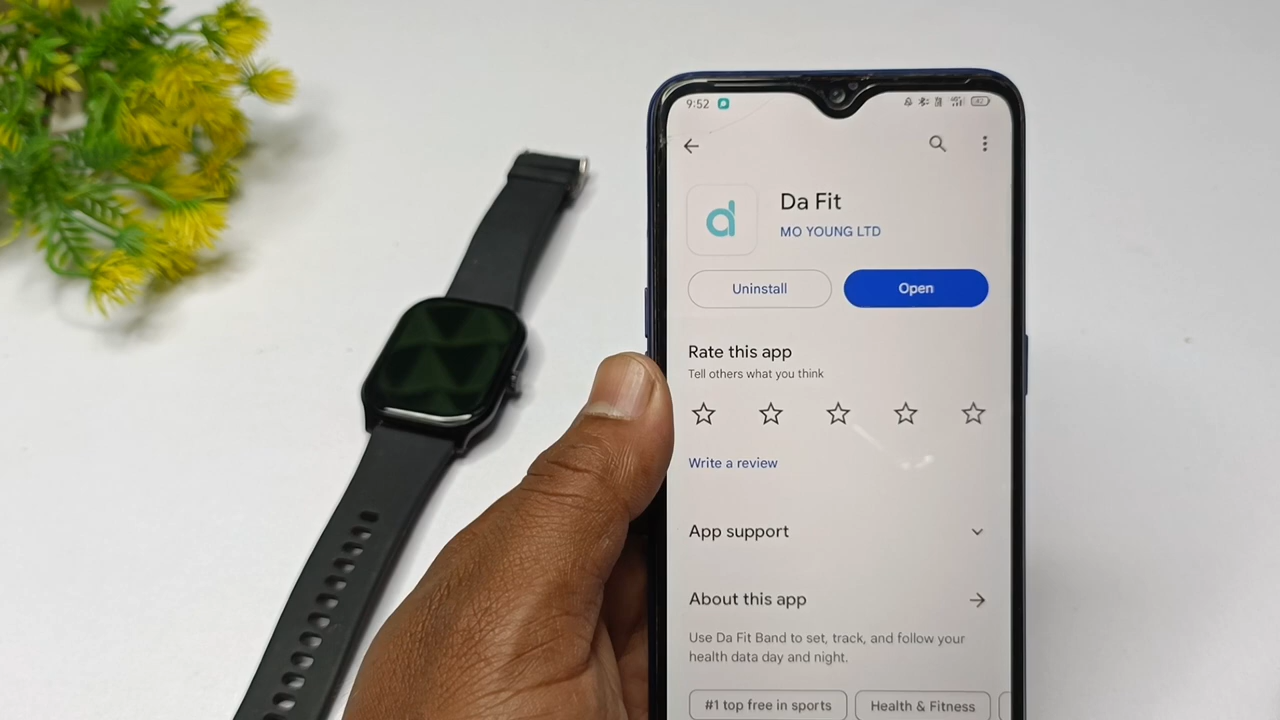 9:52
Da Fit
MO YOUNG LTD
Uninstall
Open
Rate this app
Tell others what you think
Write a review
App support
About this app
Use Da Fit Band to set, track, and follow your
health data day and night.
#1 top free in sports
Health & Fitness